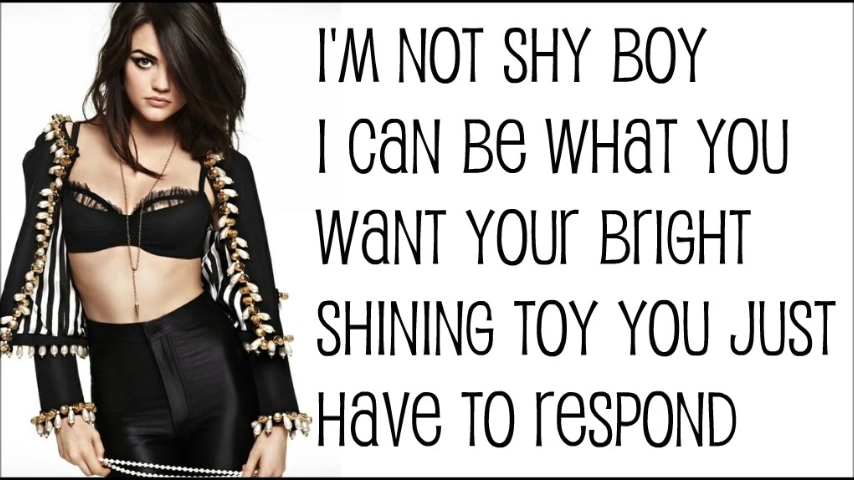 I'M NOT SHY BOY
I CAN BE WHAT YOU
WANT YOUR BRIGHT
SHINING TOY YOU JUST
HAVE TO RESPOND